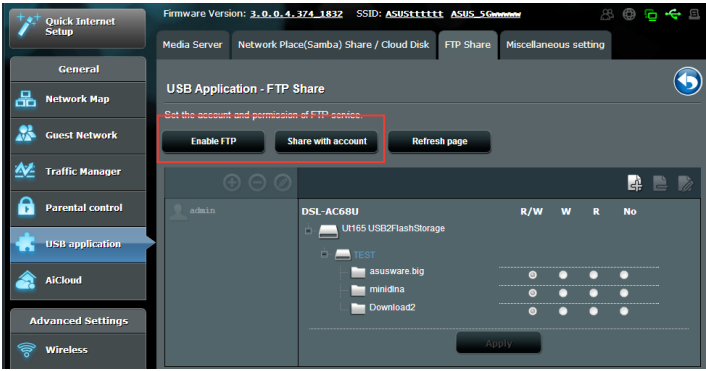 Quick Internet
Setup
Firmware Version: 3.0.0.4.374_1832 SSID: ASUStttttt ASUS_5Gwwwww
Media Server Network Place(Samba) Share / Cloud Disk FTP Share Miscellaneous setting
General
Network Map
Guest Network
Traffic Manager
Parental control
USB application
AiCloud
Advanced Settings
Wireless
USB Application - FTP Share
Set the account and permission of FTP service.
Enable FTP Share with account Refresh page
admin
DSL-AC68U R/W W R No
Ut165 USB2FlashStorage
TEST
asusware.big
minidlna
Download2
Apply